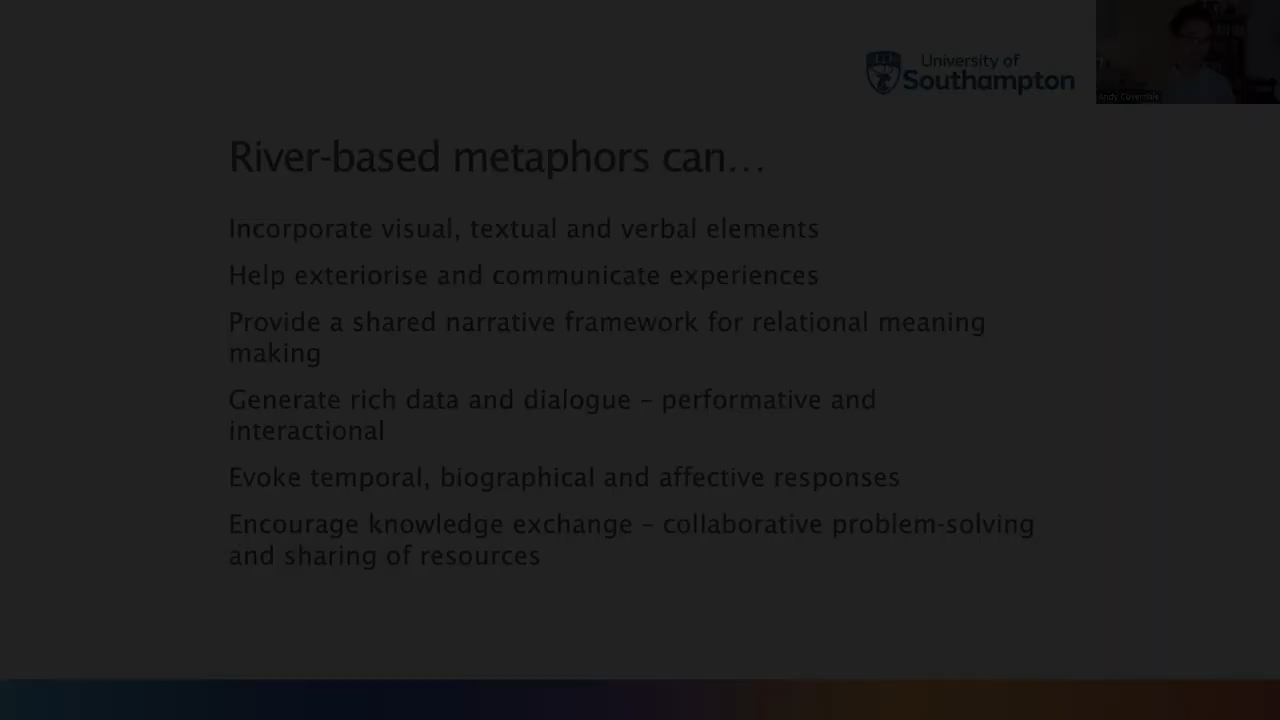 University of
Southampton
Andy Coverdale
River-based metaphors can…
Incorporate visual, textual and verbal elements
Help exteriorise and communicate experiences
Provide a shared narrative framework for relational meaning
making
Generate rich data and dialogue – performative and
interactional
Evoke temporal, biographical and affective responses
Encourage knowledge exchange – collaborative problem-solving
and sharing of resources